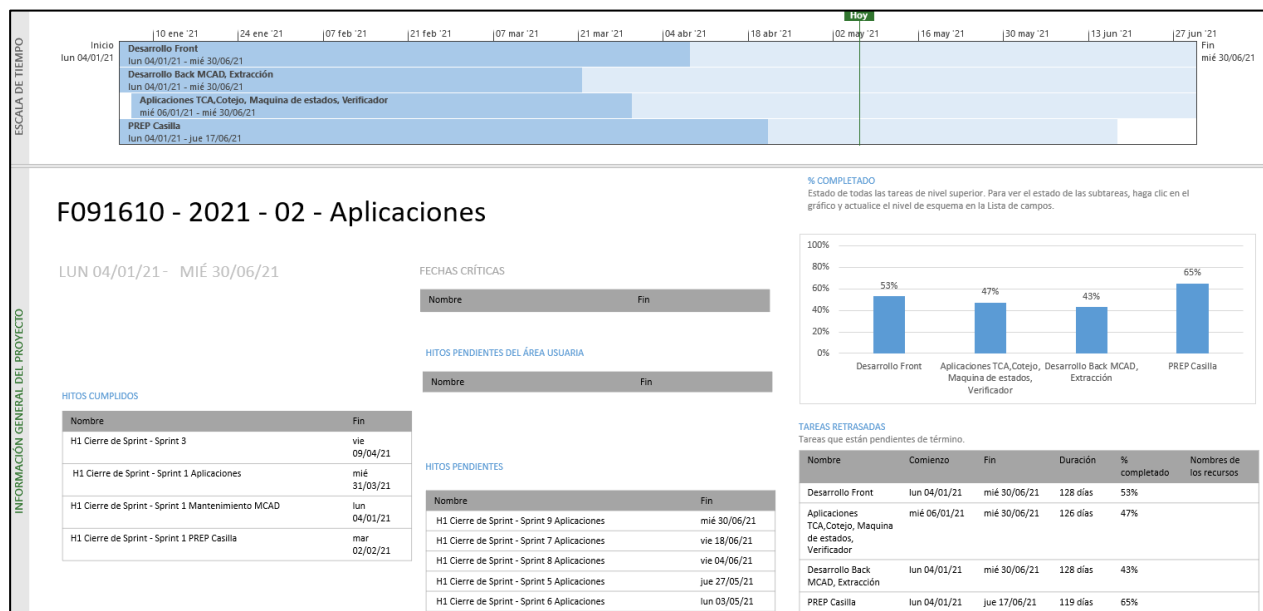 Hoy
10 ene '21 24 ene '21 07 feb '21 21 feb '21 07 mar '21 21 mar '21 04 abr '21 18 abr '21 02 may '21 16 may '21 30 may '21 13 jun '21 27 jun '21
ESCALA DE TIEMPO
Inicio
lun 04/01/21
Desarrollo Front
lun 04/01/21 - mié 30/06/21
Desarrollo Back MCAD, Extracción
lun 04/01/21 - mié 30/06/21
Aplicaciones TCA,Cotejo, Maquina de estados, Verificador
mié 06/01/21 - mié 30/06/21
PREP Casilla
lun 04/01/21 - jue 17/06/21
Fin
mié 30/06/21
INFORMACIÓN GENERAL DEL PROYECTO
F091610 - 2021 - 02 - Aplicaciones
LUN 04/01/21 - MIÉ 30/06/21
HITOS CUMPLIDOS
Nombre Fin
H1 Cierre de Sprint - Sprint 3 vie
09/04/21
H1 Cierre de Sprint - Sprint 1 Aplicaciones mié
31/03/21
H1 Cierre de Sprint - Sprint 1 Mantenimiento MCAD lun
04/01/21
H1 Cierre de Sprint - Sprint 1 PREP Casilla mar
02/02/21
FECHAS CRÍTICAS
Nombre Fin
HITOS PENDIENTES DEL ÁREA USUARIA
Nombre Fin
HITOS PENDIENTES
Nombre Fin
H1 Cierre de Sprint - Sprint 9 Aplicaciones mié 30/06/21
H1 Cierre de Sprint - Sprint 7 Aplicaciones vie 18/06/21
H1 Cierre de Sprint - Sprint 8 Aplicaciones vie 04/06/21
H1 Cierre de Sprint - Sprint 5 Aplicaciones jue 27/05/21
H1 Cierre de Sprint - Sprint 6 Aplicaciones lun 03/05/21
% COMPLETADO
Estado de todas las tareas de nivel superior. Para ver el estado de las subtareas, haga clic en el
gráfico y actualice el nivel de esquema en la Lista de campos.
100%
80%
60%
40%
20%
0%
53% 47% 43% 65%
Desarrollo Front Aplicaciones TCA,Cotejo, Desarrollo Back MCAD, PREP Casilla
Maquina de estados, Extracción
Verificador
TAREAS RETRASADAS
Tareas que están pendientes de término.
Nombre Comienzo Fin Duración % Nombres de
completado los recursos
Desarrollo Front lun 04/01/21 mié 30/06/21 128 días 53%
Aplicaciones mié 06/01/21 mié 30/06/21 126 días 47%
TCA,Cotejo, Maquina
de estados,
Verificador
Desarrollo Back lun 04/01/21 mié 30/06/21 128 días 43%
MCAD, Extracción
PREP Casilla lun 04/01/21 jue 17/06/21 119 días 65%